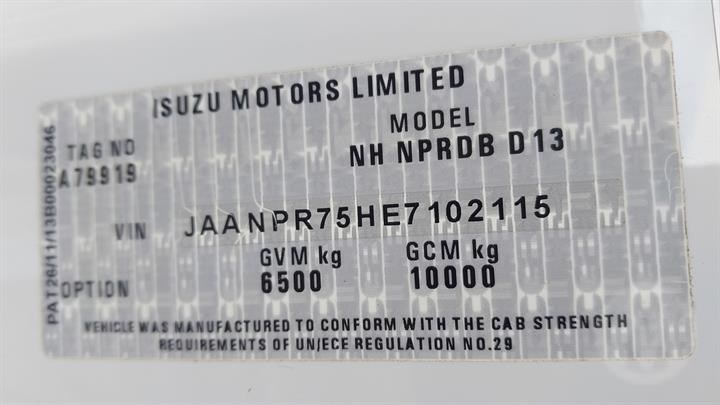 ISUZU MOTORS LIMITED
TAG NO
A79919
MODEL
NH NPRDB D13
VIN JAANPR75HE7102115
GVM kg
6500
GCM kg
10000
OPTION
VEHICLE WAS MANUFACTURED TO CONFORM WITH THE CAB STRENGTH
REQUIREMENTS OF UN/ECE REGULATION NO.29
PAT26/11/13B00023046